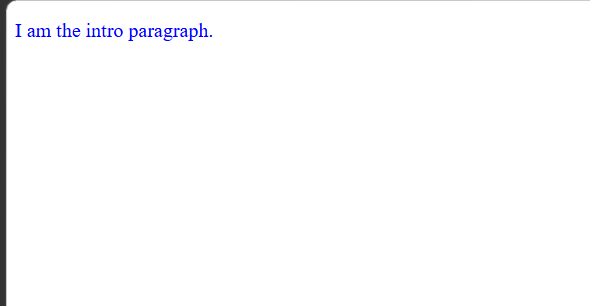 I am the intro paragraph.